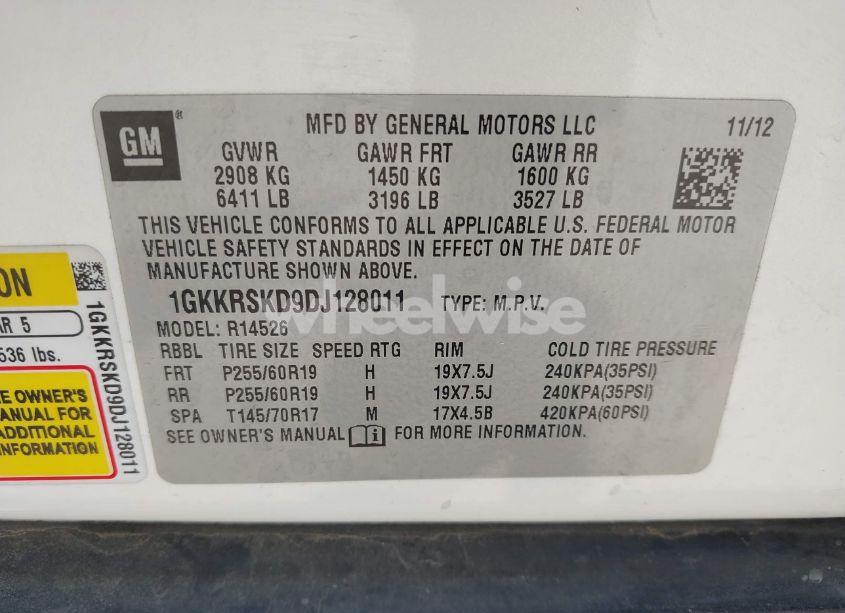 GM ®
MFD BY GENERAL MOTORS LLC 11/12
GVWR GAWR FRT GAWR RR
2908 KG 1450 KG 1600 KG
6411 LB 3196 LB 3527 LB
THIS VEHICLE CONFORMS TO ALL APPLICABLE U.S. FEDERAL MOTOR
VEHICLE SAFETY STANDARDS IN EFFECT ON THE DATE OF
MANUFACTURE SHOWN ABOVE.
1GKKRSKD9DJ128011 TYPE: M.P.V.
wheelwise
MODEL: R14526
RBBL TIRE SIZE SPEED RTG RIM COLD TIRE PRESSURE
FRT P255/60R19 H 19X7.5J 240KPA(35PSI)
RR P255/60R19 H 19X7.5J 240KPA(35PSI)
SPA T145/70R17 M 17X4.5B 420KPA(60PSI)
SEE OWNER'S MANUAL i FOR MORE INFORMATION.
ON
AR 5
536 lbs.
EE OWNER'S
MANUAL FOR
ADDITIONAL
INFORMATION
1GKKRSKD9DJ128011